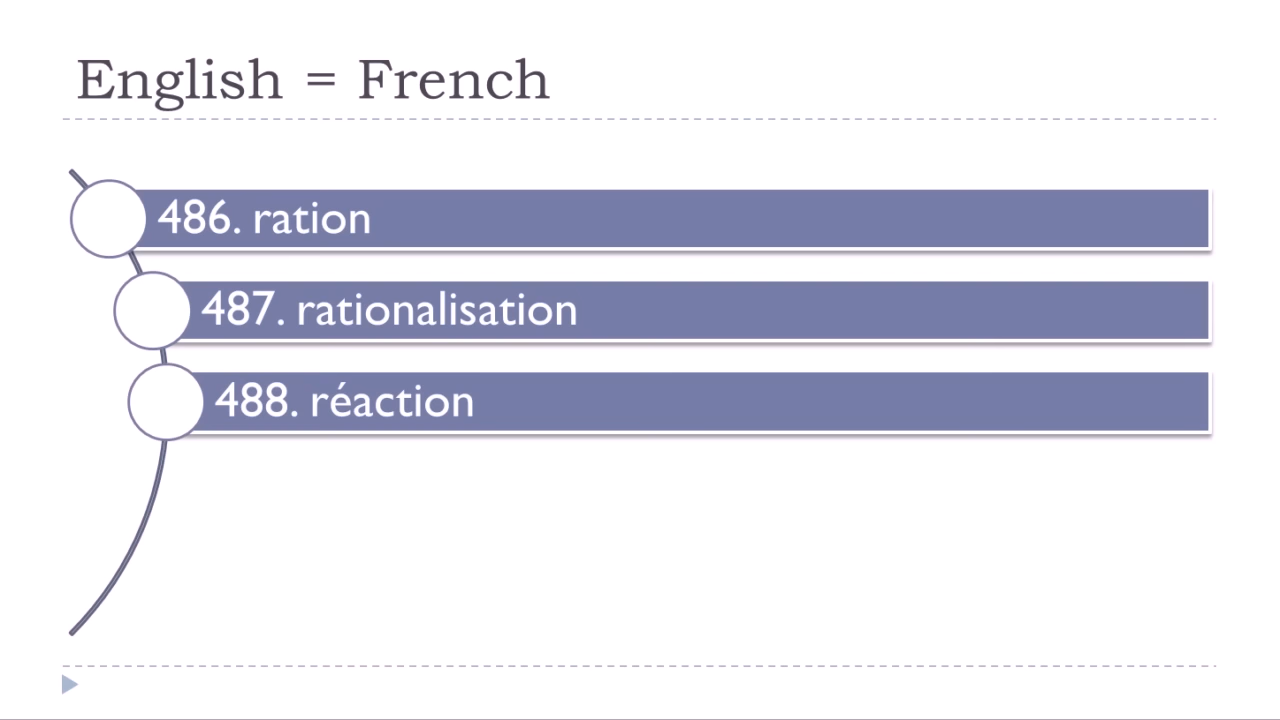 English = French
486. ration
487. rationalisation
488. réaction